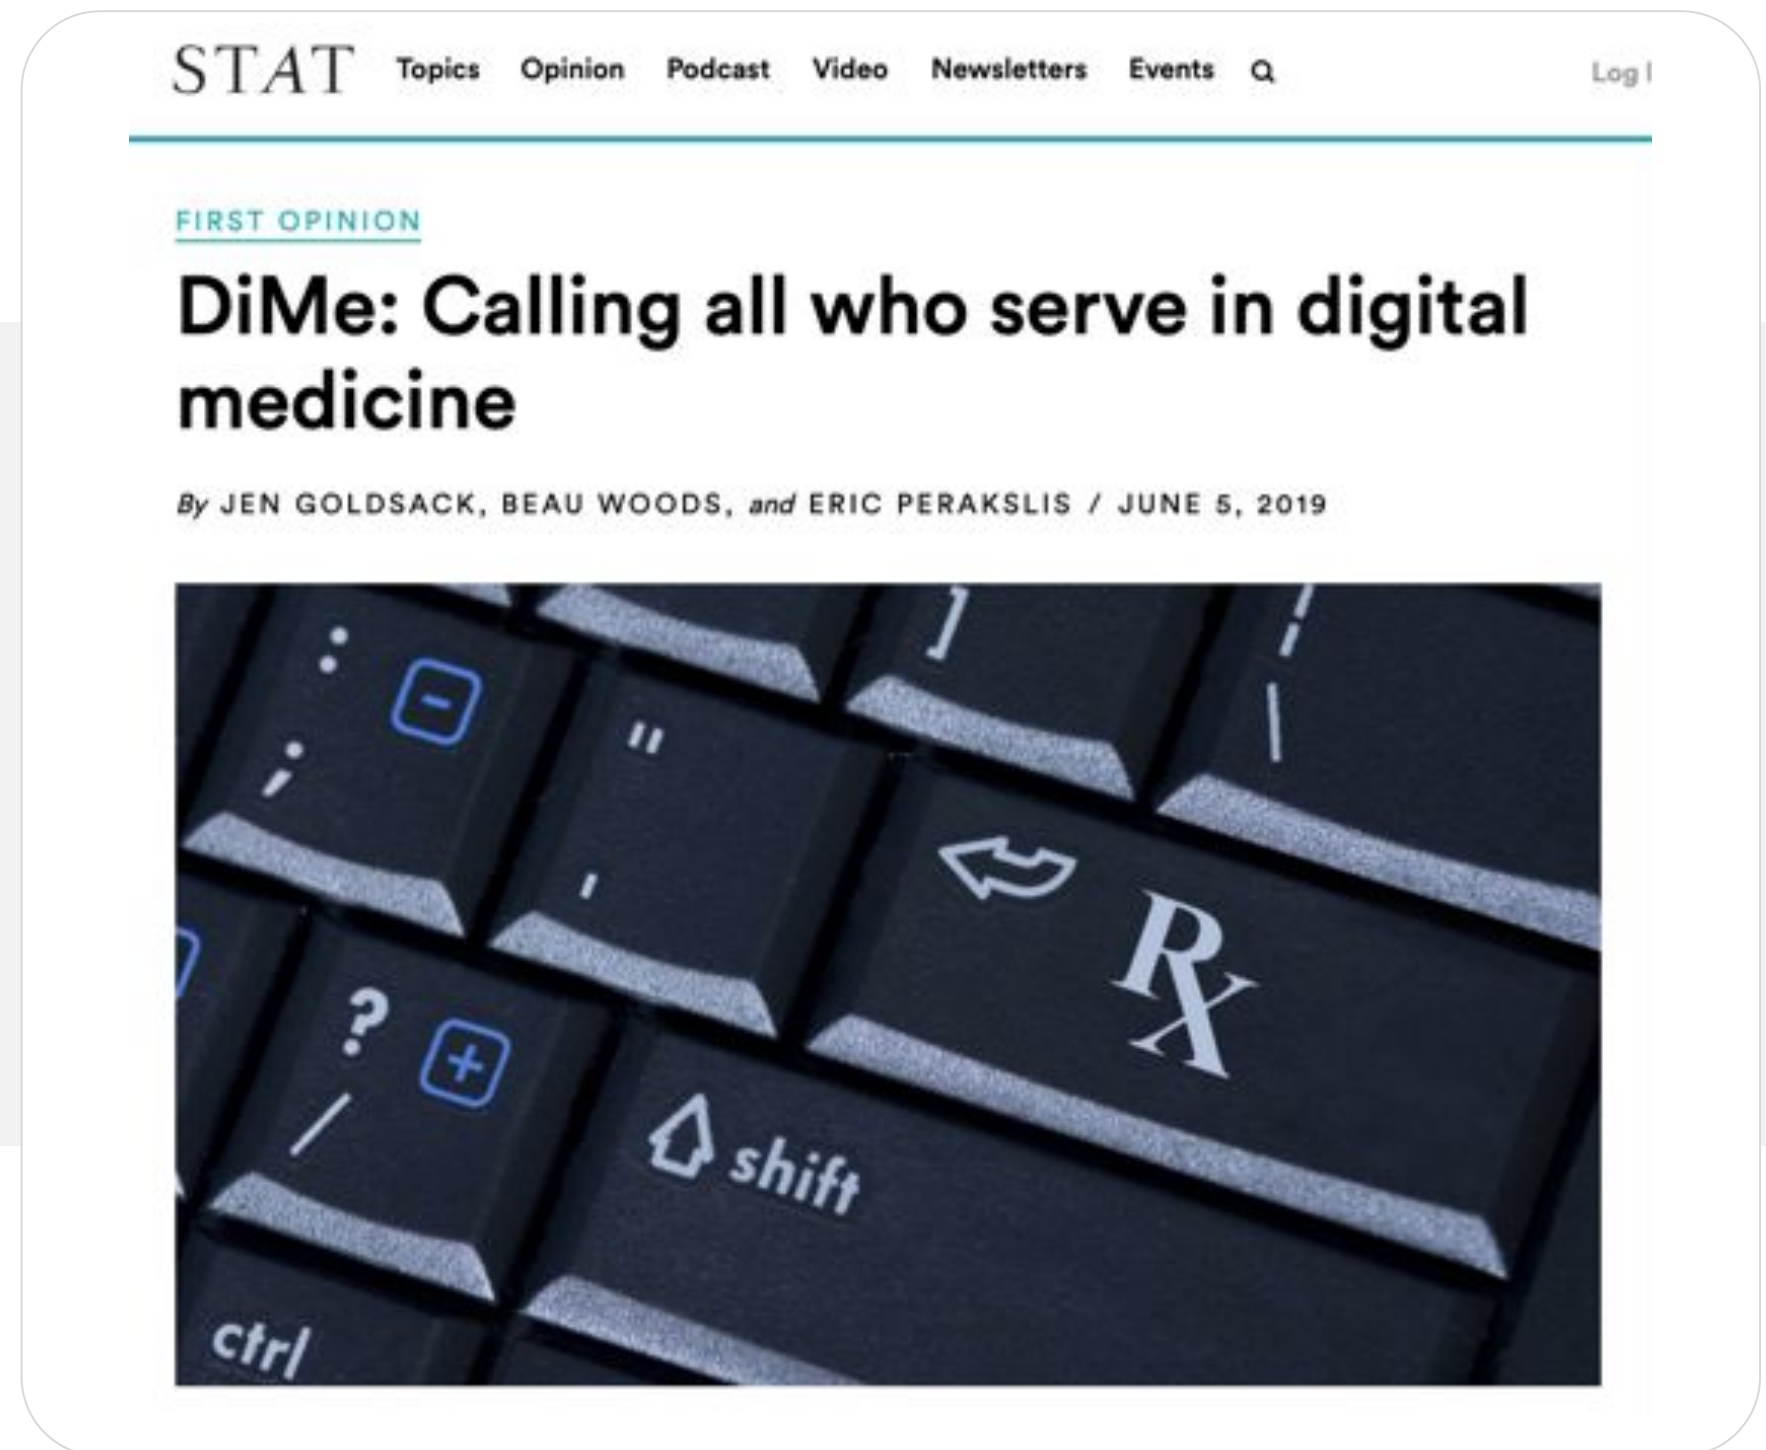 STAT Topics Opinion Podcast Video Newsletters Events Log
FIRST OPINION
DiMe: Calling all who serve in digital
medicine
By JEN GOLDSACK, BEAU WOODS, and ERIC PERAKSLIS / JUNE 5, 2019
: -
;
"
'
]
¦
\
Rx
? +
/
shift
ctrl